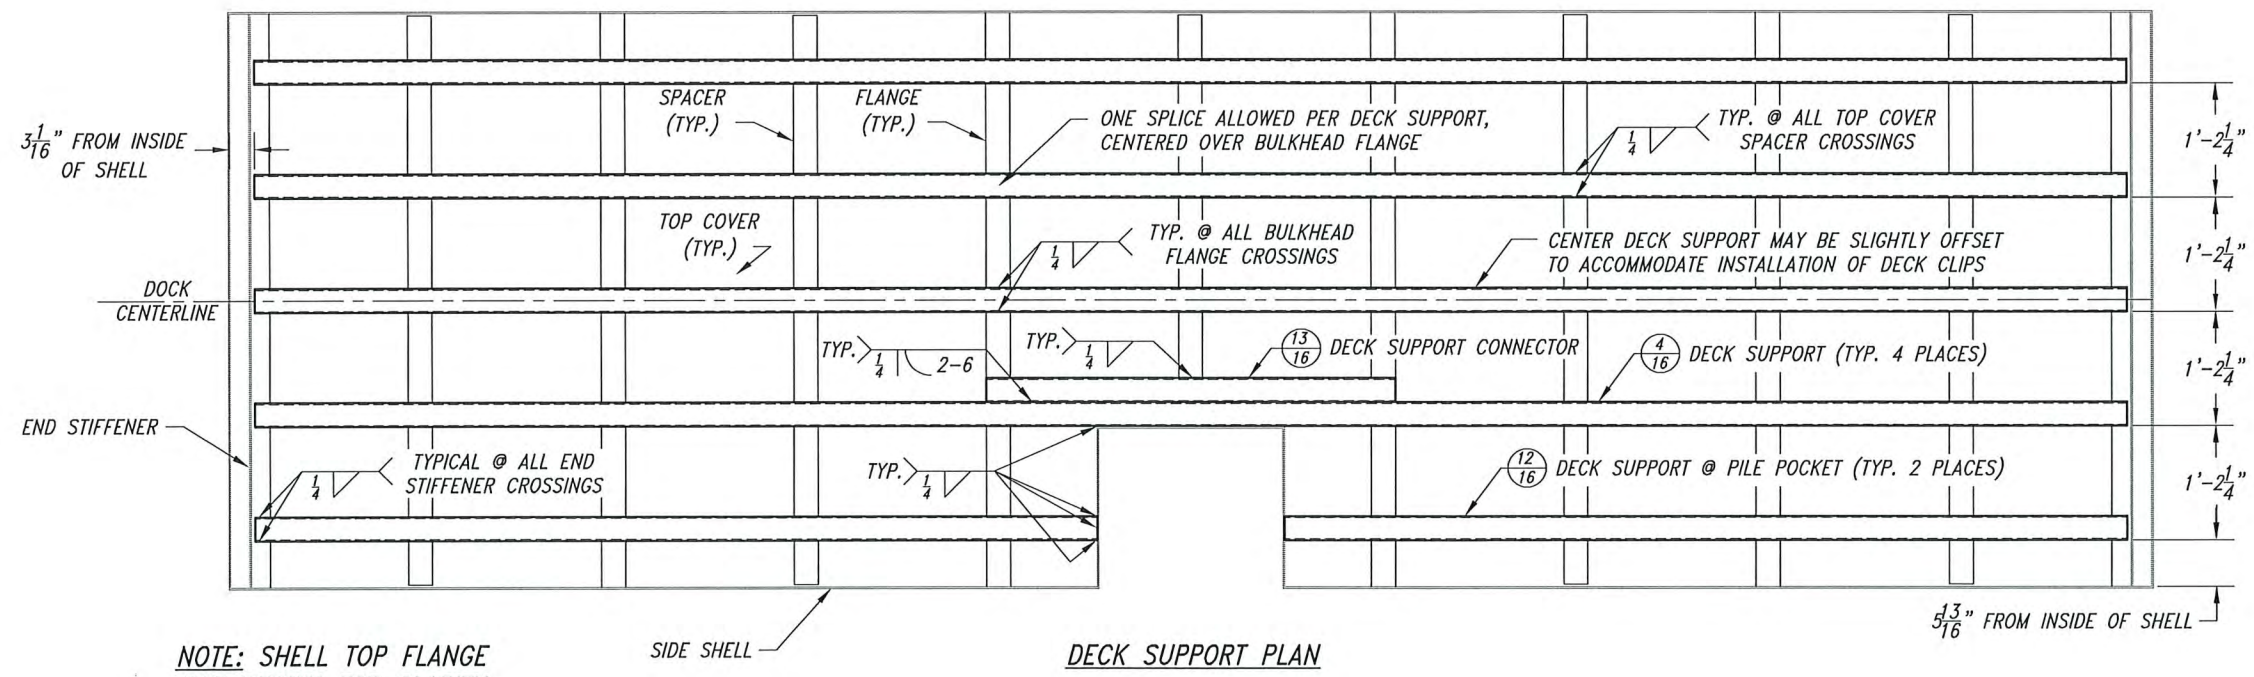 SPACER
(TYP.)
FLANGE
(TYP.)
ONE SPLICE ALLOWED PER DECK SUPPORT,
CENTERED OVER BULKHEAD FLANGE
1/4
TYP. @ ALL TOP COVER
SPACER CROSSINGS
1'-2 1/4"
3 1/16" FROM INSIDE
OF SHELL
TOP COVER
(TYP.)
1/4
TYP. @ ALL BULKHEAD
FLANGE CROSSINGS
CENTER DECK SUPPORT MAY BE SLIGHTLY OFFSET
TO ACCOMMODATE INSTALLATION OF DECK CLIPS
1'-2 1/4"
DOCK
CENTERLINE
TYP.
1/4
2-6
TYP.
1/4
13/16
DECK SUPPORT CONNECTOR
4/16
DECK SUPPORT (TYP. 4 PLACES)
1'-2 1/4"
END STIFFENER
1/4
TYPICAL @ ALL END
STIFFENER CROSSINGS
TYP.
1/4
12/16
DECK SUPPORT @ PILE POCKET (TYP. 2 PLACES)
1'-2 1/4"
5 13/16" FROM INSIDE OF SHELL
SIDE SHELL
NOTE: SHELL TOP FLANGE
DECK SUPPORT PLAN